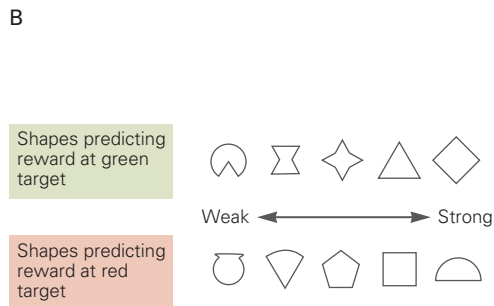 B
Shapes predicting
reward at green
target
Weak
Strong
Shapes predicting
reward at red
target